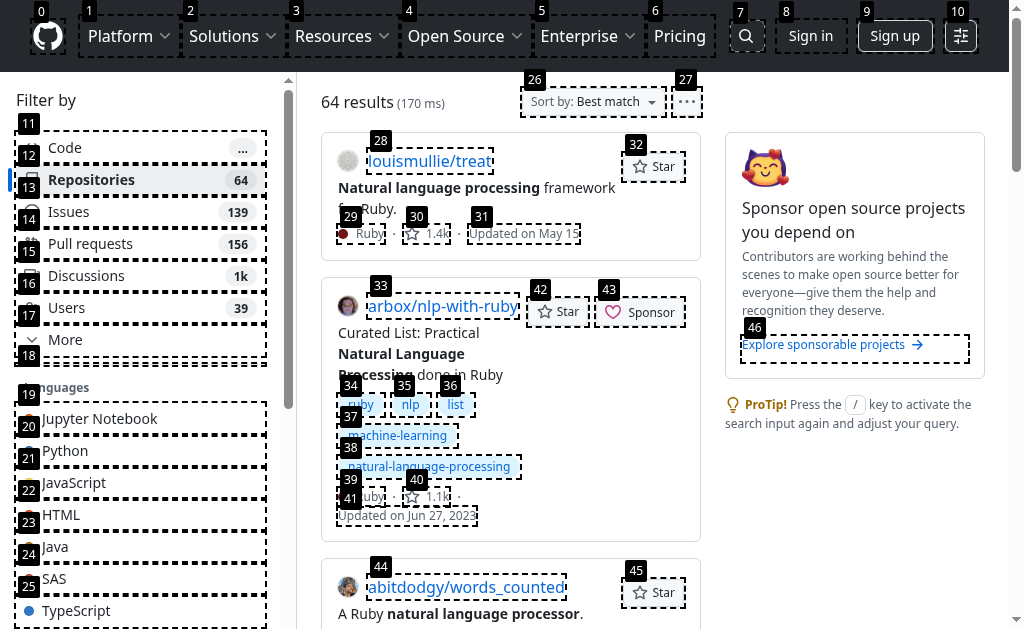 0 1 2 3 4 5 6 7 8 9 10
Platform Solutions Resources Open Source Enterprise Pricing Sign in Sign up
Filter by
11
Code ...
12
Repositories 64
13
Issues 139
14
Pull requests 156
15
Discussions 1k
16
Users 39
17
More
18
nguages
19
Jupyter Notebook
20
Python
21
JavaScript
22
HTML
23
Java
24
SAS
25
TypeScript
26 27
64 results (170 ms) Sort by: Best match ...
28 32
louismullie/treat Star
Natural language processing framework
for Ruby.
29 30 31
Ruby · 1.4k · Updated on May 15
33 42 43
arbox/nlp-with-ruby Star Sponsor
Curated List: Practical
Natural Language
Processing done in Ruby
34 35 36
ruby nlp list
37
machine-learning
38
natural-language-processing
39 40
41 Ruby · 1.1k ·
Updated on Jun 27, 2023
44 45
abitdodgy/words_counted Star
A Ruby natural language processor.
Sponsor open source projects
you depend on
Contributors are working behind the
scenes to make open source better for
everyone—give them the help and
recognition they deserve.
46
Explore sponsorable projects →
ProTip! Press the / key to activate the
search input again and adjust your query.